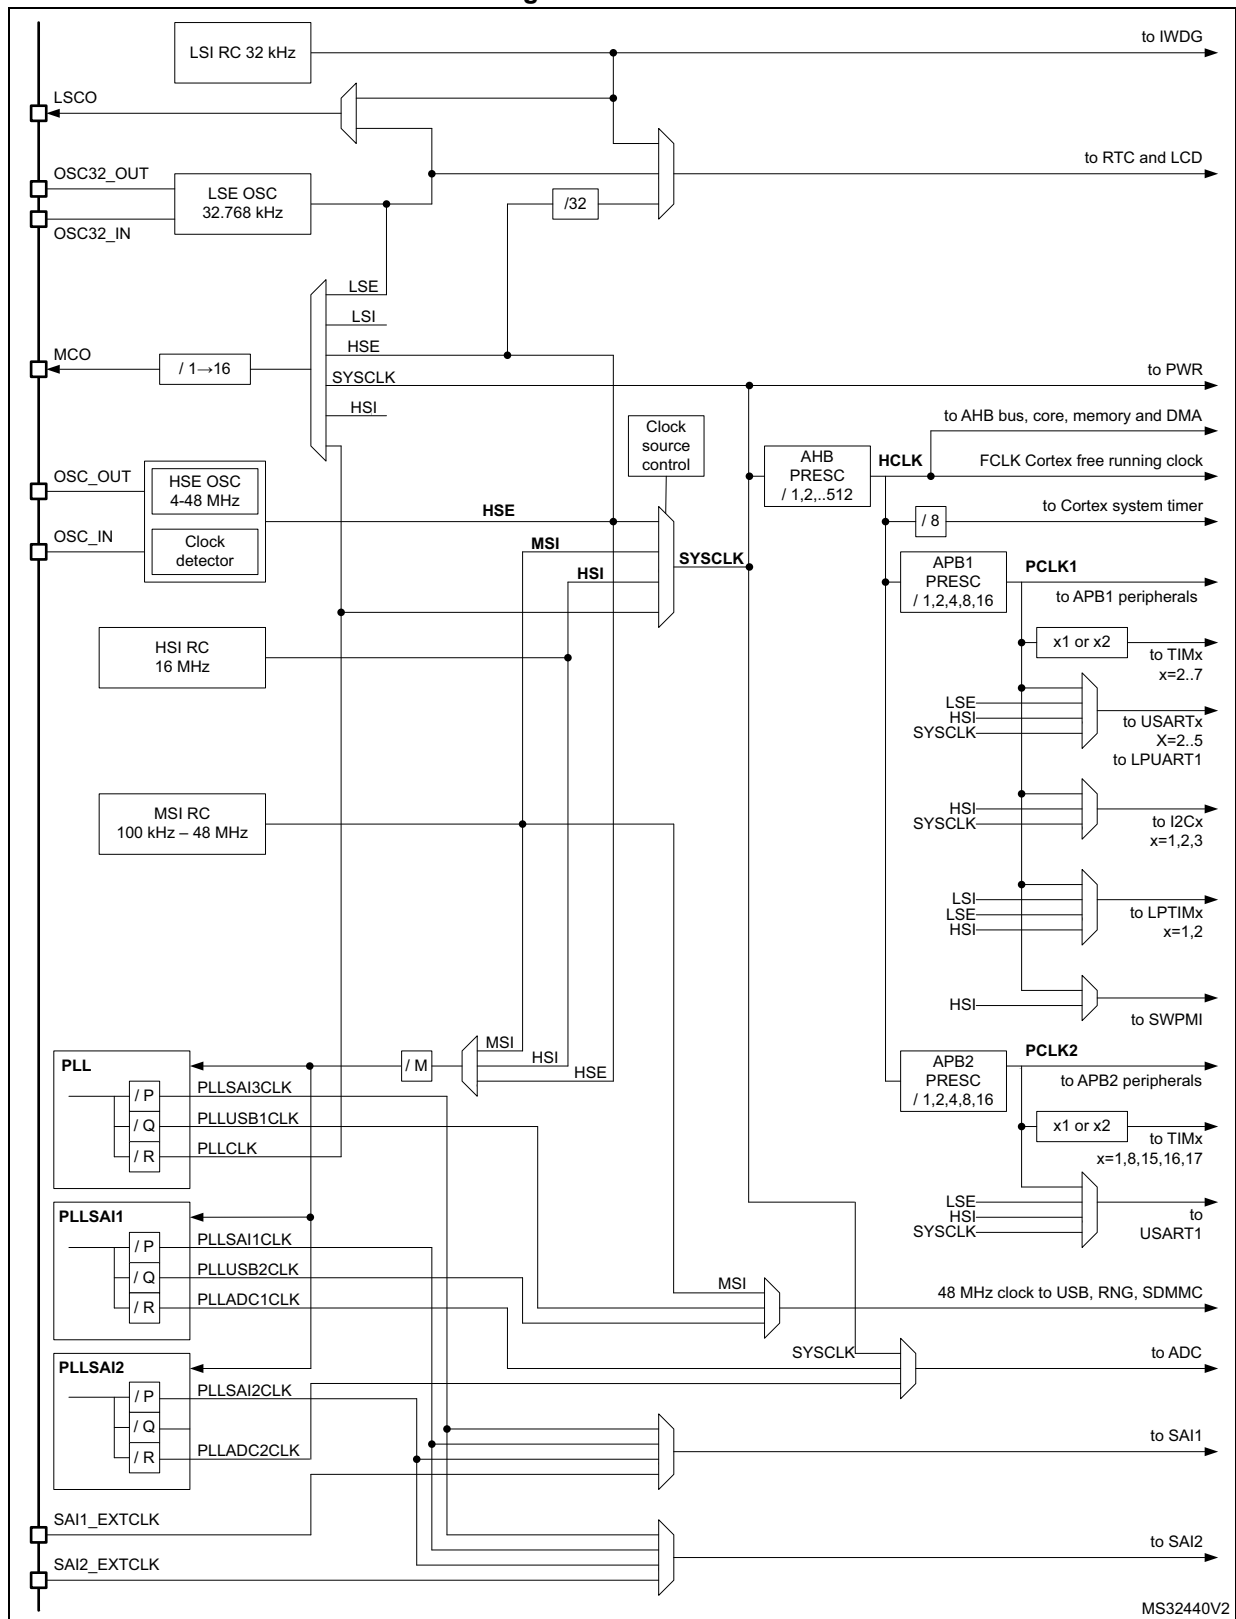 LSI RC 32 kHz
to IWDG
LSCO
OSC32_OUT
to RTC and LCD
LSE OSC
32.768 kHz
/32
OSC32_IN
LSE
LSI
MCO
HSE
/ 1→16
to PWR
SYSCLK
HSI
to AHB bus, core, memory and DMA
Clock
source
control
AHB
PRESC
/ 1,2,..512
HCLK
FCLK Cortex free running clock
OSC_OUT
HSE OSC
4-48 MHz
to Cortex system timer
/ 8
HSE
OSC_IN
Clock
detector
MSI
SYSCLK
HSI
APB1
PRESC
/ 1,2,4,8,16
PCLK1
to APB1 peripherals
HSI RC
16 MHz
x1 or x2
to TIMx
x=2..7
LSE
HSI
SYSCLK
to USARTx
X=2..5
to LPUART1
MSI RC
100 kHz – 48 MHz
HSI
SYSCLK
to I2Cx
x=1,2,3
LSI
LSE
HSI
to LPTIMx
x=1,2
HSI
to SWPMI
MSI
HSI
HSE
/ M
PLL
/ P
PLLSAI3CLK
/ Q
PLLUSB1CLK
/ R
PLLCLK
APB2
PRESC
/ 1,2,4,8,16
PCLK2
to APB2 peripherals
x1 or x2
to TIMx
x=1,8,15,16,17
LSE
HSI
SYSCLK
to
USART1
PLLSAI1
/ P
PLLSAI1CLK
/ Q
PLLUSB2CLK
/ R
PLLADC1CLK
MSI
48 MHz clock to USB, RNG, SDMMC
PLLSAI2
/ P
PLLSAI2CLK
/ Q
/ R
PLLADC2CLK
SYSCLK
to ADC
to SAI1
SAI1_EXTCLK
to SAI2
SAI2_EXTCLK
MS32440V2